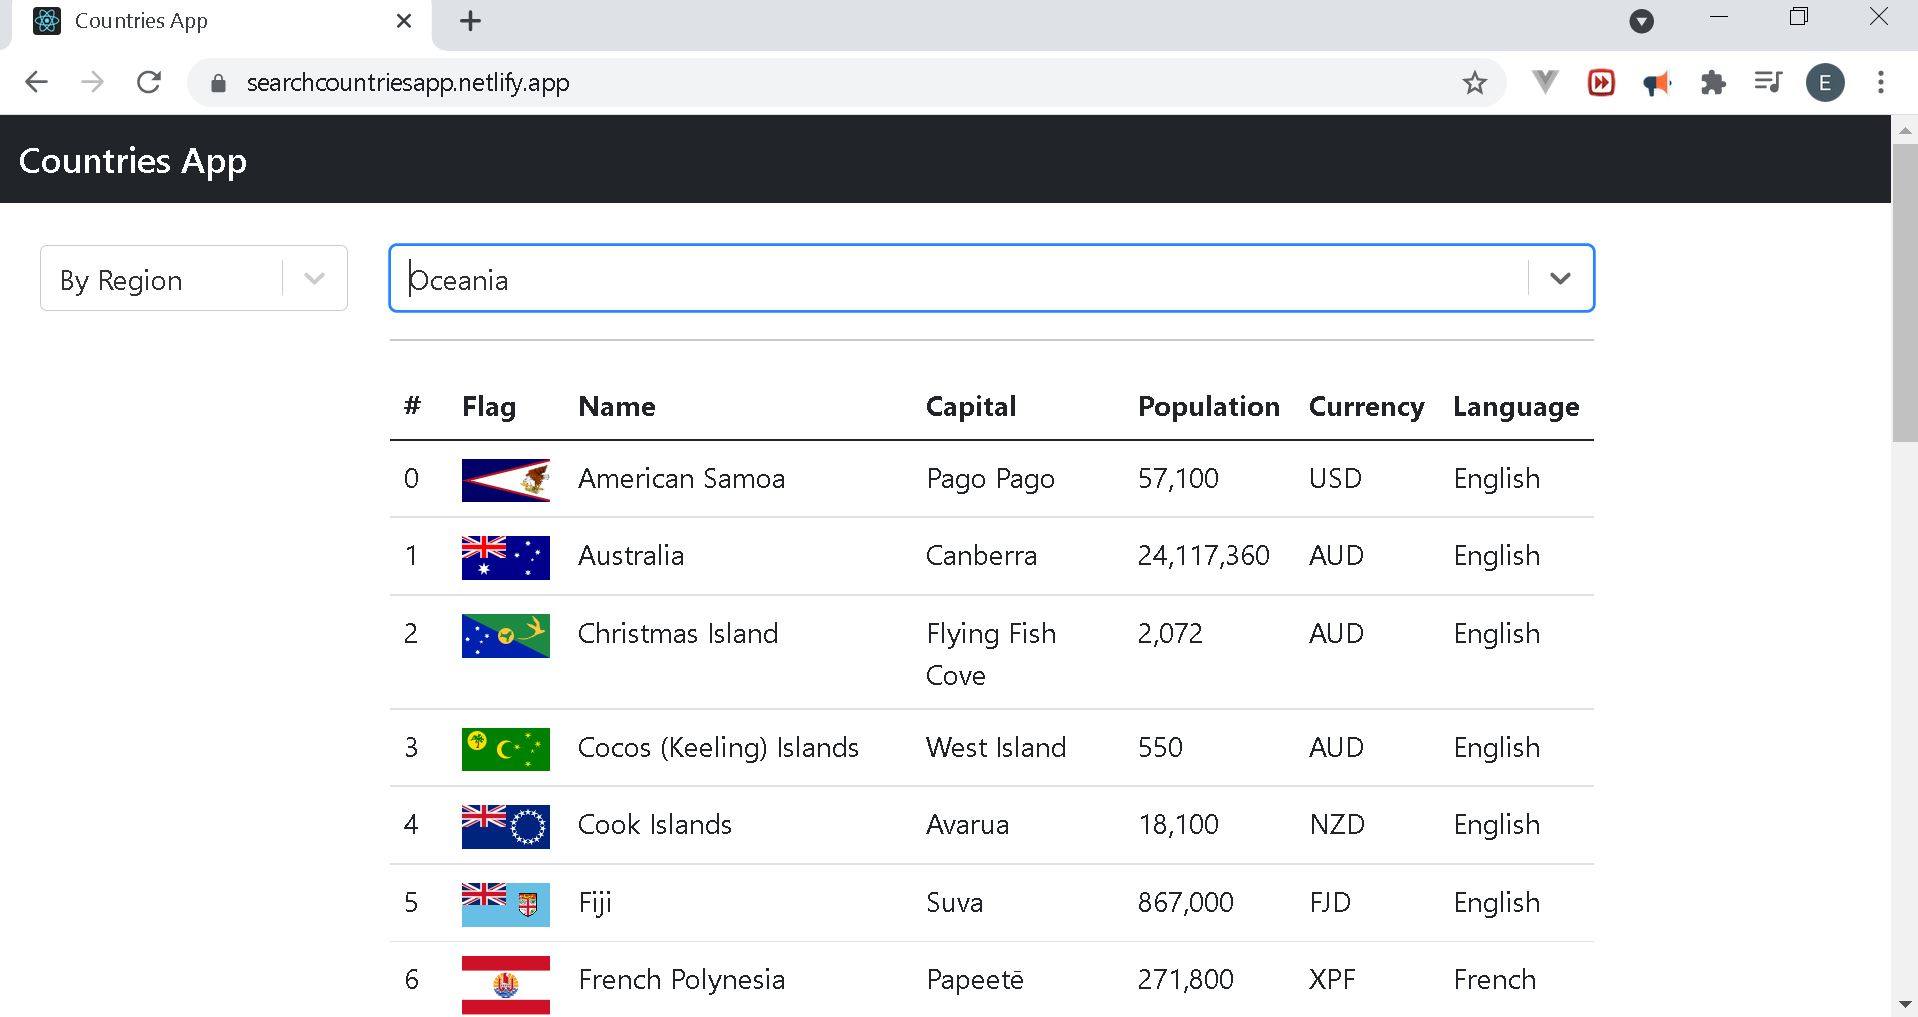 Countries App
searchcountriesapp.netlify.app
E
Countries App
By Region
Oceania
# Flag Name Capital Population Currency Language
0 American Samoa Pago Pago 57,100 USD English
1 Australia Canberra 24,117,360 AUD English
2 Christmas Island Flying Fish 2,072 AUD English
Cove
3 Cocos (Keeling) Islands West Island 550 AUD English
4 Cook Islands Avarua 18,100 NZD English
5 Fiji Suva 867,000 FJD English
6 French Polynesia Papeetē 271,800 XPF French